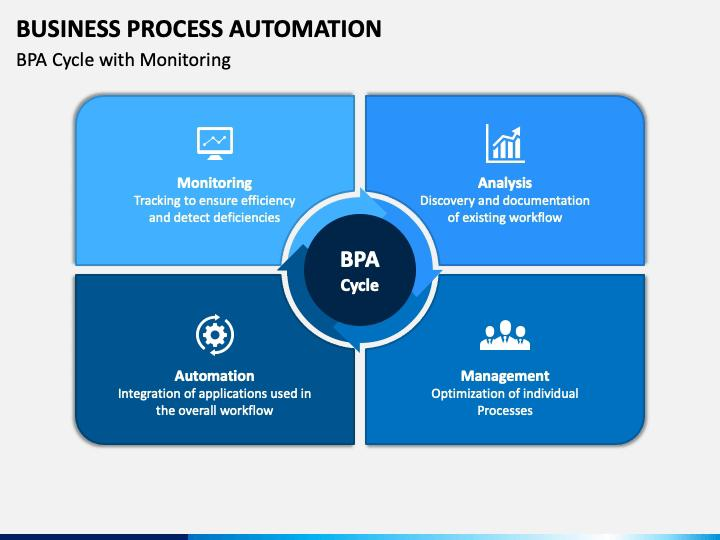 BUSINESS PROCESS AUTOMATION
BPA Cycle with Monitoring
Monitoring
Tracking to ensure efficiency
and detect deficiencies
Analysis
Discovery and documentation
of existing workflow
BPA
Cycle
Automation
Integration of applications used in
the overall workflow
Management
Optimization of individual
Processes